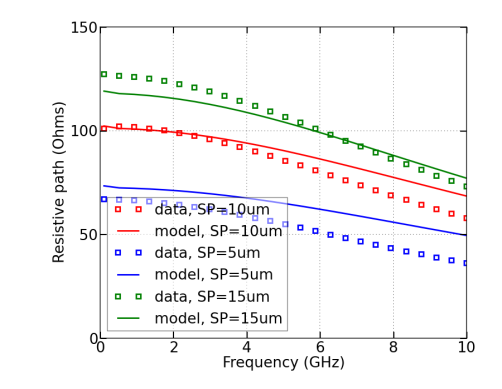 150
100
50
0
Resistive path (Ohms)
data, SP=10um
model, SP=10um
data, SP=5um
model, SP=5um
data, SP=15um
model, SP=15um
0 2 4 6 8 10
Frequency (GHz)